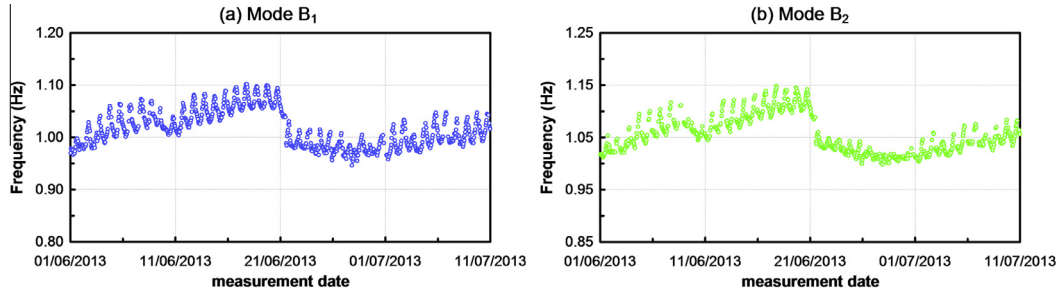 (a) Mode B₁
Frequency (Hz)
1.20
1.10
1.00
0.90
0.80
01/06/2013 11/06/2013 21/06/2013 01/07/2013 11/07/2013
measurement date
(b) Mode B₂
Frequency (Hz)
1.25
1.15
1.05
0.95
0.85
01/06/2013 11/06/2013 21/06/2013 01/07/2013 11/07/2013
measurement date